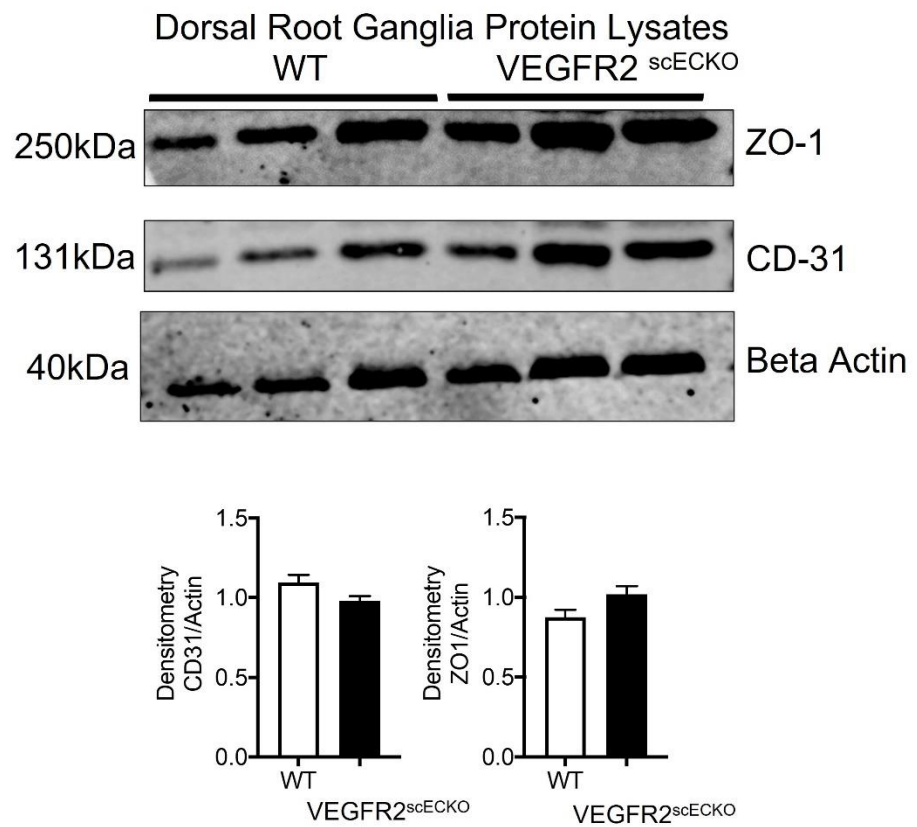 Dorsal Root Ganglia Protein Lysates
WT VEGFR2 scECKO
250kDa ZO-1
131kDa CD-31
40kDa Beta Actin
Densitometry
CD31/Actin
1.5
1.0
0.5
0.0
WT
VEGFR2scECKO
Densitometry
ZO1/Actin
1.5
1.0
0.5
0.0
WT
VEGFR2scECKO